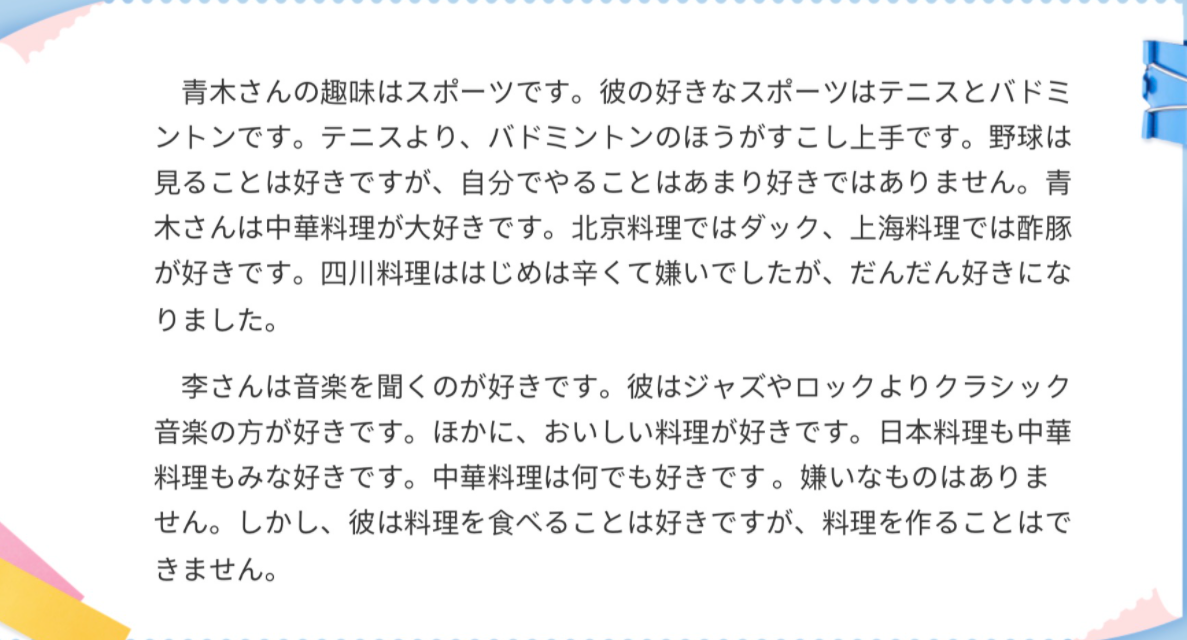 青木さんの趣味はスポーツです。彼の好きなスポーツはテニスとバドミ
ントンです。テニスより、バドミントンのほうがすこし上手です。野球は
見ることは好きですが、自分でやることはあまり好きではありません。青
木さんは中華料理が大好きです。北京料理ではダック、上海料理では酢豚
が好きです。四川料理ははじめは辛くて嫌いでしたが、だんだん好きにな
りました。
李さんは音楽を聞くのが好きです。彼はジャズやロックよりクラシック
音楽の方が好きです。ほかに、おいしい料理が好きです。日本料理も中華
料理もみな好きです。中華料理は何でも好きです 。嫌いなものはありま
せん。しかし、彼は料理を食べることは好きですが、料理を作ることはで
きません。